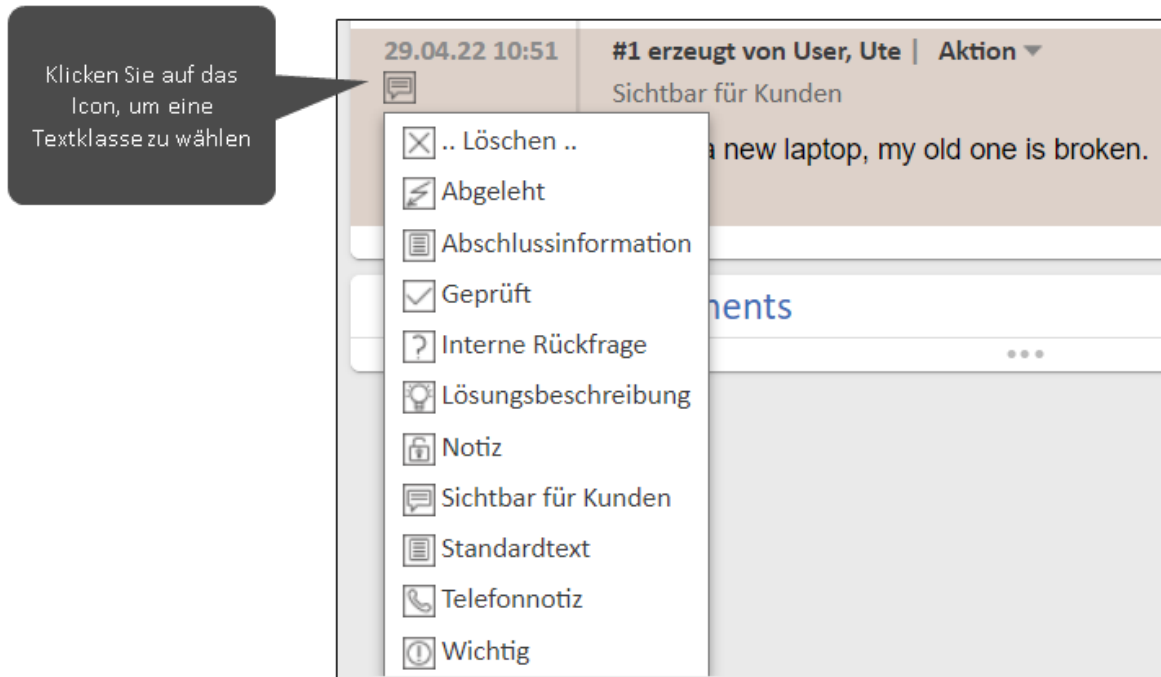 Klicken Sie auf das
Icon, um eine
Textklasse zu wählen
29.04.22 10:51
#1 erzeugt von User, Ute | Aktion
Sichtbar für Kunden
a new laptop, my old one is broken.
.. Löschen ..
Abgeleht
Abschlussinformation
Geprüft
Interne Rückfrage
Lösungsbeschreibung
Notiz
Sichtbar für Kunden
Standardtext
Telefonnotiz
Wichtig